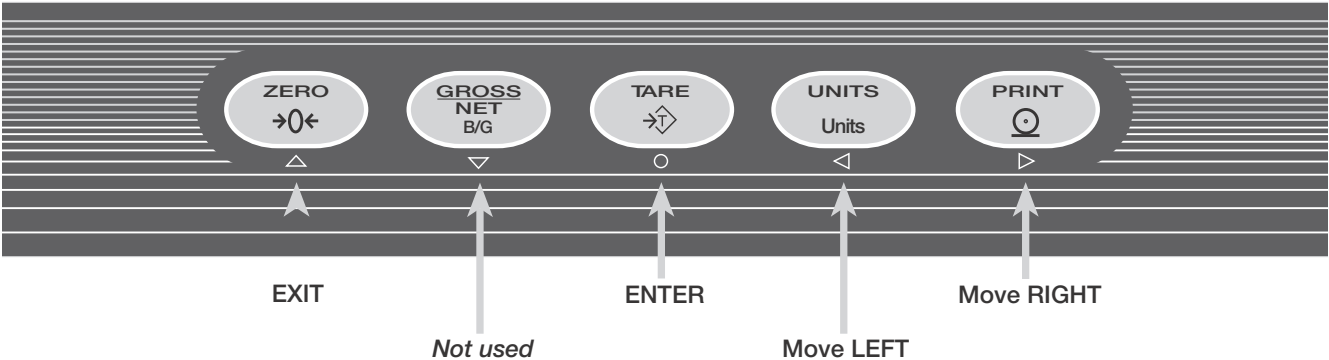 ZERO
→0←
GROSS
NET
B/G
TARE
T
UNITS
Units
PRINT
EXIT
Not used
ENTER
Move LEFT
Move RIGHT